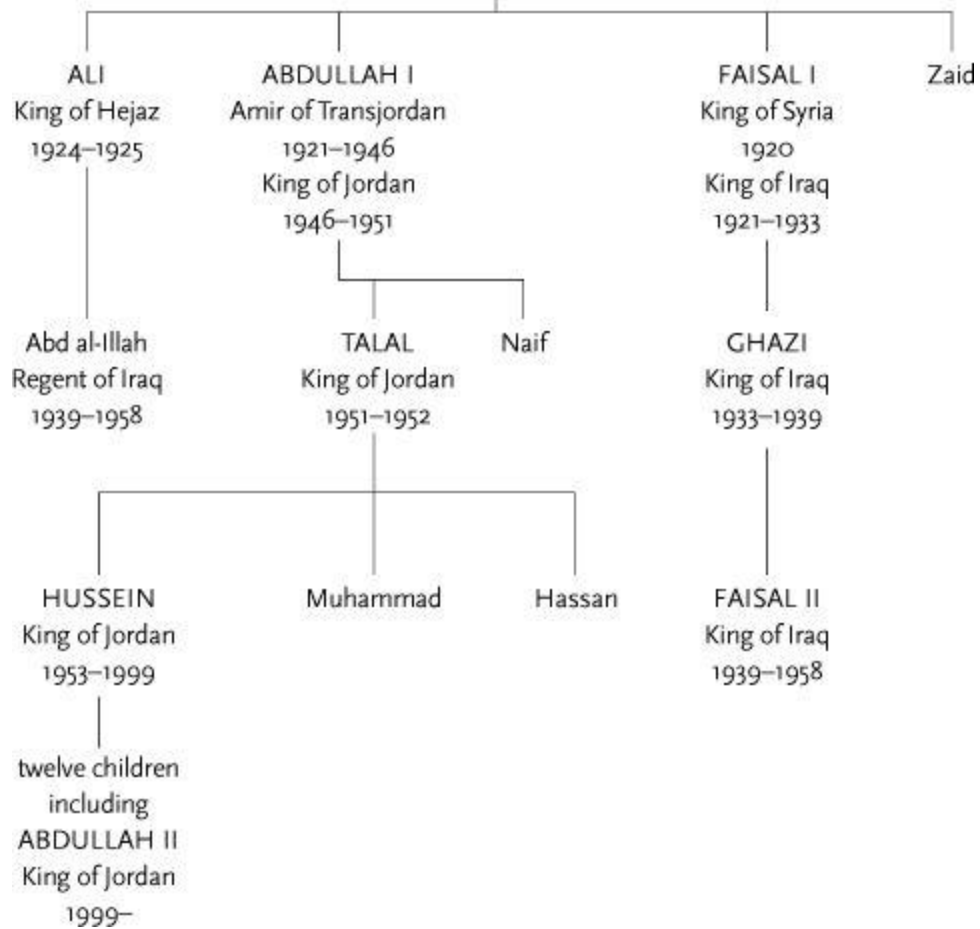 ALI
King of Hejaz
1924–1925
ABDULLAH I
Amir of Transjordan
1921–1946
King of Jordan
1946–1951
FAISAL I
King of Syria
1920
King of Iraq
1921–1933
Zaid
Abd al-Illah
Regent of Iraq
1939–1958
TALAL
King of Jordan
1951–1952
Naif
GHAZI
King of Iraq
1933–1939
HUSSEIN
King of Jordan
1953–1999
Muhammad
Hassan
FAISAL II
King of Iraq
1939–1958
twelve children
including
ABDULLAH II
King of Jordan
1999–